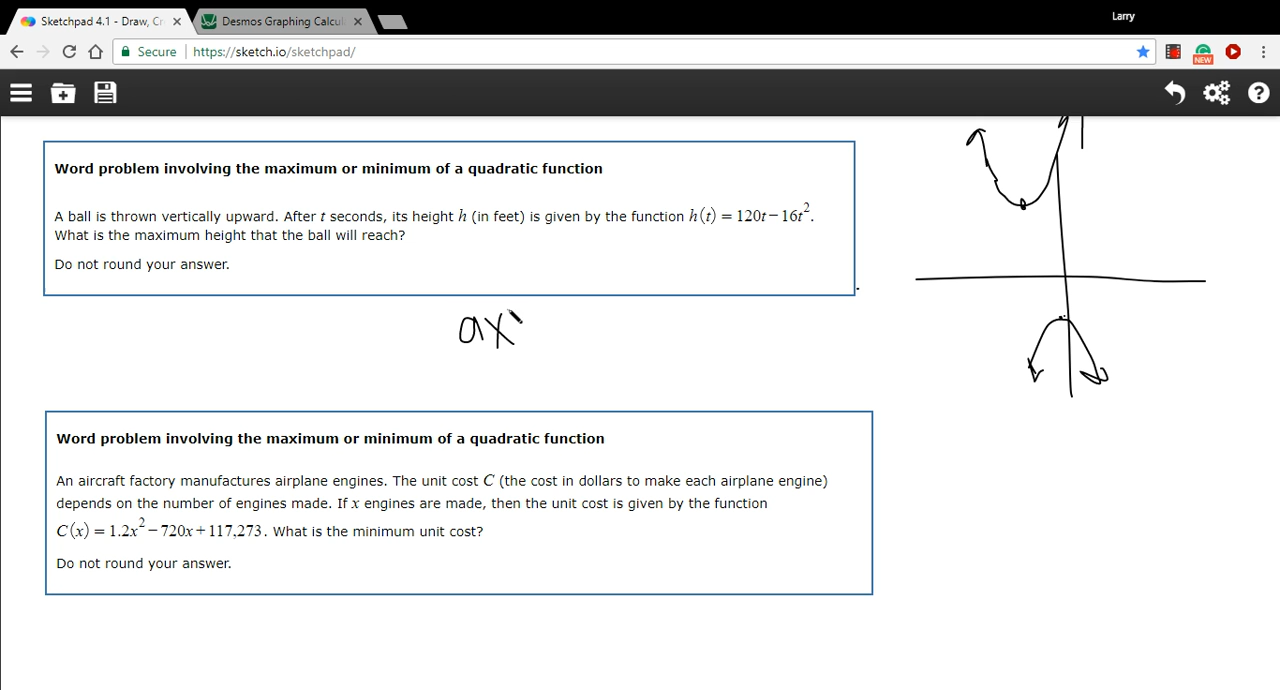 Larry
Sketchpad 4.1 - Draw, Cr
Desmos Graphing Calcul
Secure
https://sketch.io/sketchpad/
NEW
Word problem involving the maximum or minimum of a quadratic function
A ball is thrown vertically upward. After t seconds, its height h (in feet) is given by the function h(t) = 120t − 16t².
What is the maximum height that the ball will reach?
Do not round your answer.
ax
Word problem involving the maximum or minimum of a quadratic function
An aircraft factory manufactures airplane engines. The unit cost C (the cost in dollars to make each airplane engine)
depends on the number of engines made. If x engines are made, then the unit cost is given by the function
C(x) = 1.2x² − 720x + 117,273. What is the minimum unit cost?
Do not round your answer.